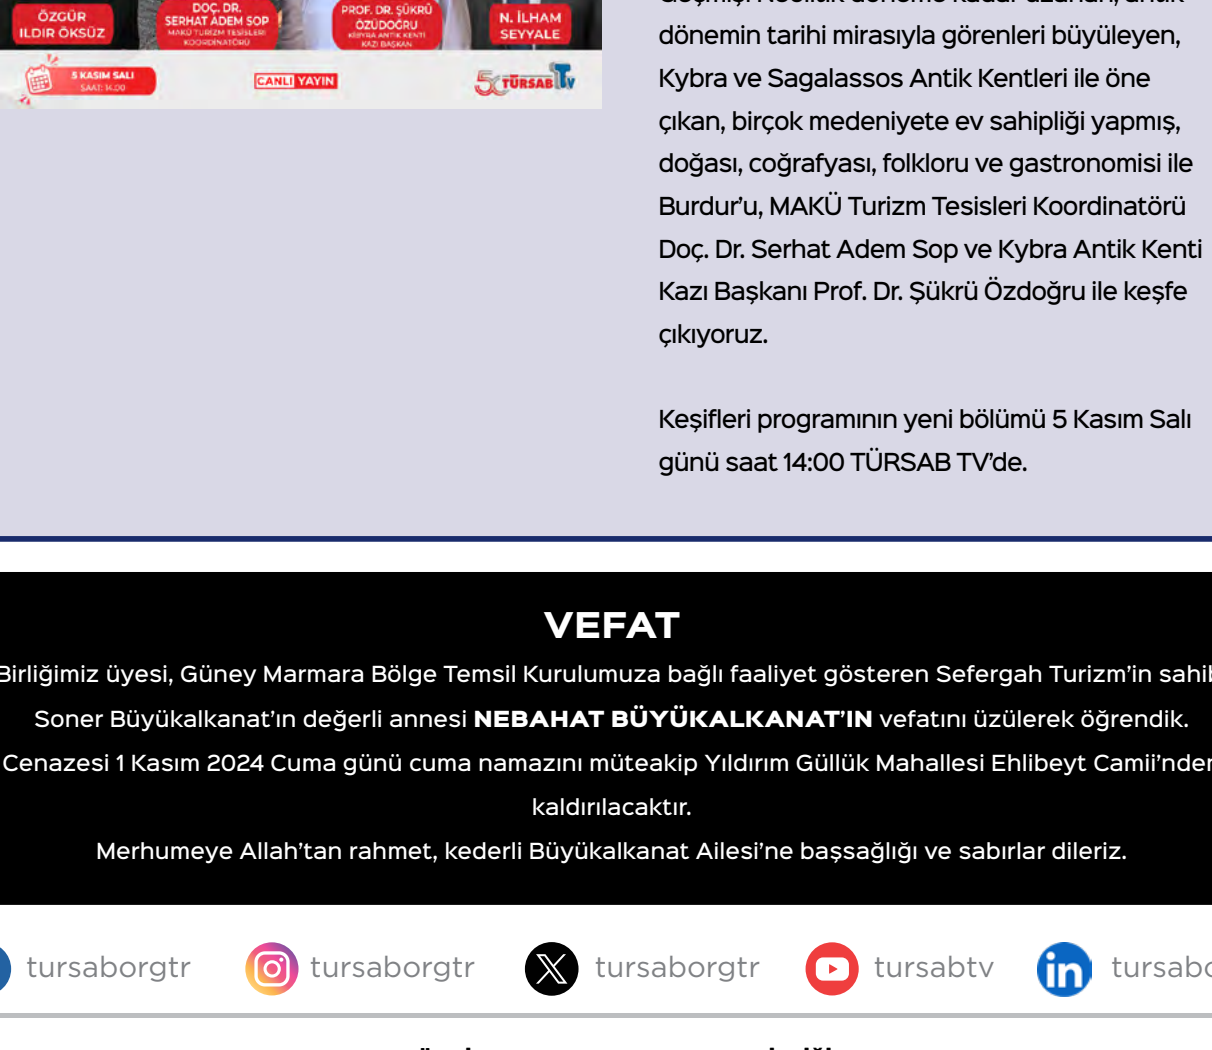 ÖZGÜR
ILDIR ÖKSÜZ
DOÇ. DR.
SERHAT ADEM SOP
MAKÜ TURİZM TESİSLERİ
KOORDİNATÖRÜ
PROF. DR. ŞÜKRÜ
ÖZÜDOĞRU
KİBYRA ANTİK KENTİ
KAZI BAŞKAN
N. İLHAM
SEYYALE
5 KASIM SALI
SAAT: 14.00
CANLI YAYIN
TÜRSAB TV
dönemin tarihi mirasıyla görenleri büyüleyen,
Kybra ve Sagalassos Antik Kentleri ile öne
çıkan, birçok medeniyete ev sahipliği yapmış,
doğası, coğrafyası, folkloru ve gastronomisi ile
Burdur’u, MAKÜ Turizm Tesisleri Koordinatörü
Doç. Dr. Serhat Adem Sop ve Kybra Antik Kenti
Kazı Başkanı Prof. Dr. Şükrü Özdoğru ile keşfe
çıkıyoruz.
Keşifleri programının yeni bölümü 5 Kasım Salı
günü saat 14:00 TÜRSAB TV’de.
VEFAT
Birliğimiz üyesi, Güney Marmara Bölge Temsil Kurulumuza bağlı faaliyet gösteren Sefergah Turizm’in sahib
Soner Büyükalkanat’ın değerli annesi NEBAHAT BÜYÜKALKANAT’IN vefatını üzülerek öğrendik.
Cenazesi 1 Kasım 2024 Cuma günü cuma namazını müteakip Yıldırım Güllük Mahallesi Ehlibeyt Camii’nden
kaldırılacaktır.
Merhumeye Allah’tan rahmet, kederli Büyükalkanat Ailesi’ne başsağlığı ve sabırlar dileriz.
tursaborgtr tursaborgtr tursaborgtr tursabtv tursabo